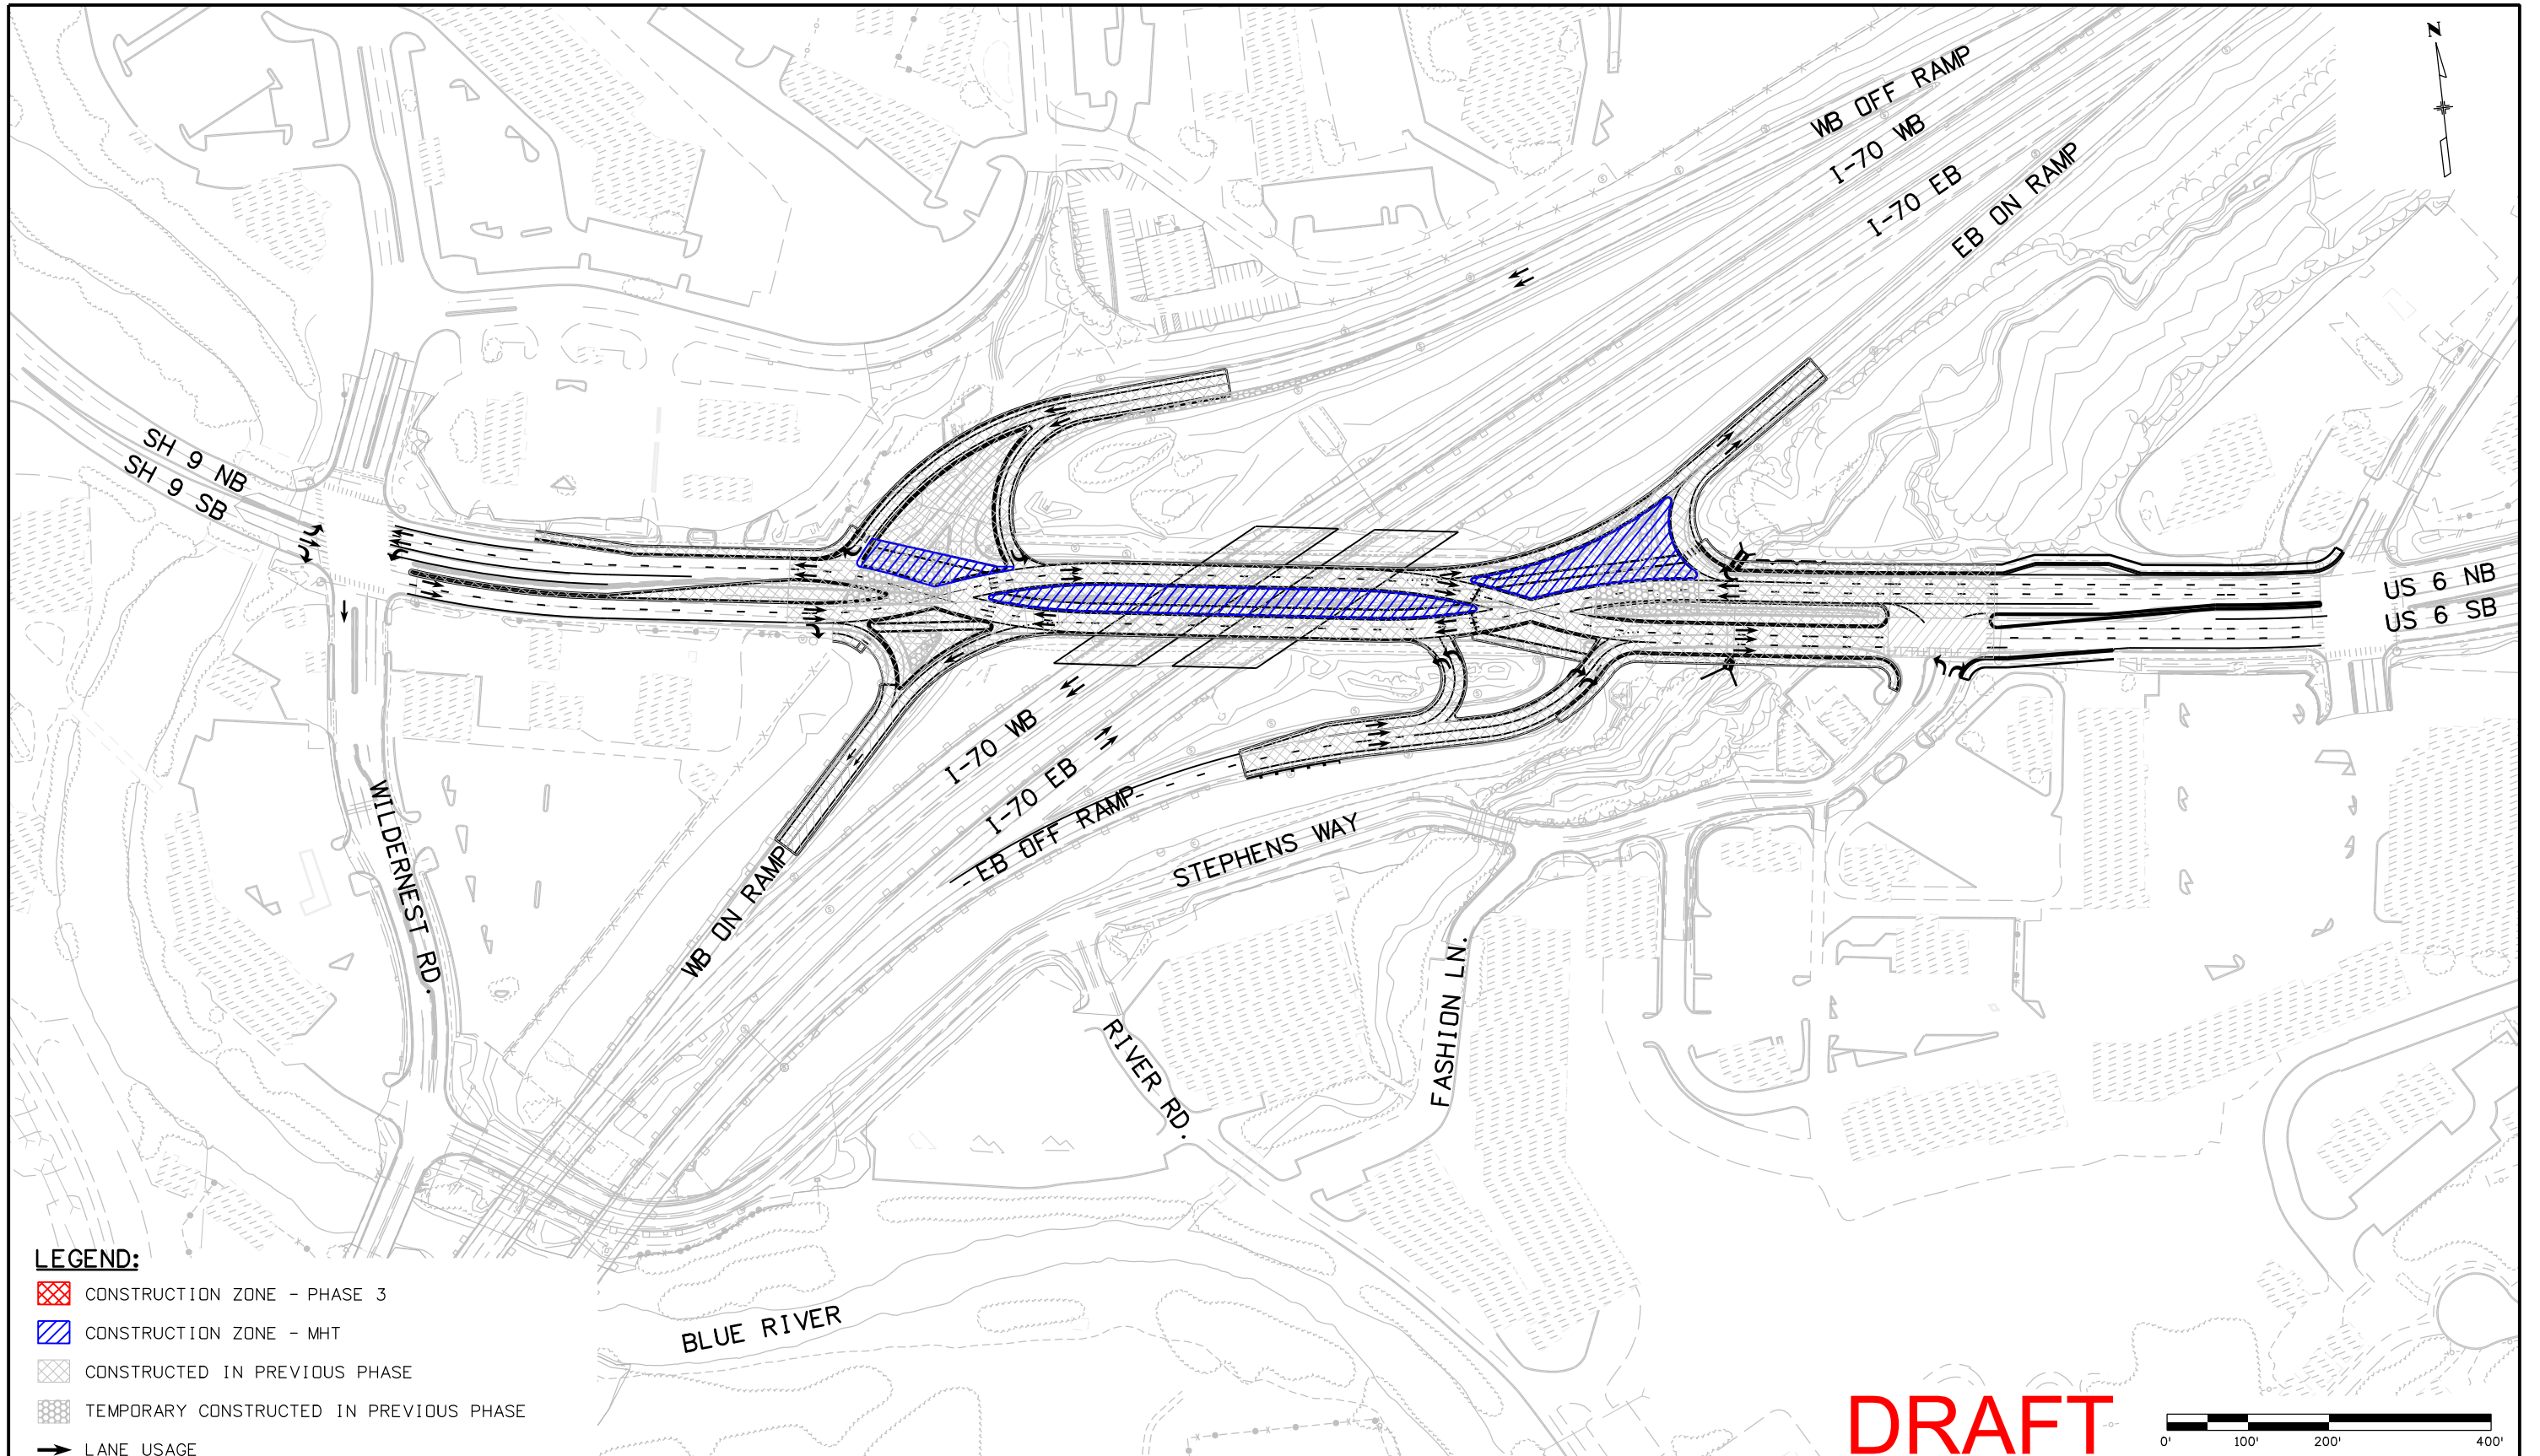 N
WB OFF RAMP
I-70 WB
I-70 EB
EB ON RAMP
SH 9 NB
SH 9 SB
US 6 NB
US 6 SB
I-70 WB
I-70 EB
EB OFF RAMP
WB ON RAMP
STEPHENS WAY
WILDERNEST RD.
RIVER RD.
FASHION LN.
BLUE RIVER
LEGEND:
CONSTRUCTION ZONE - PHASE 3
CONSTRUCTION ZONE - MHT
CONSTRUCTED IN PREVIOUS PHASE
TEMPORARY CONSTRUCTED IN PREVIOUS PHASE
LANE USAGE
DRAFT
0' 100' 200' 400'